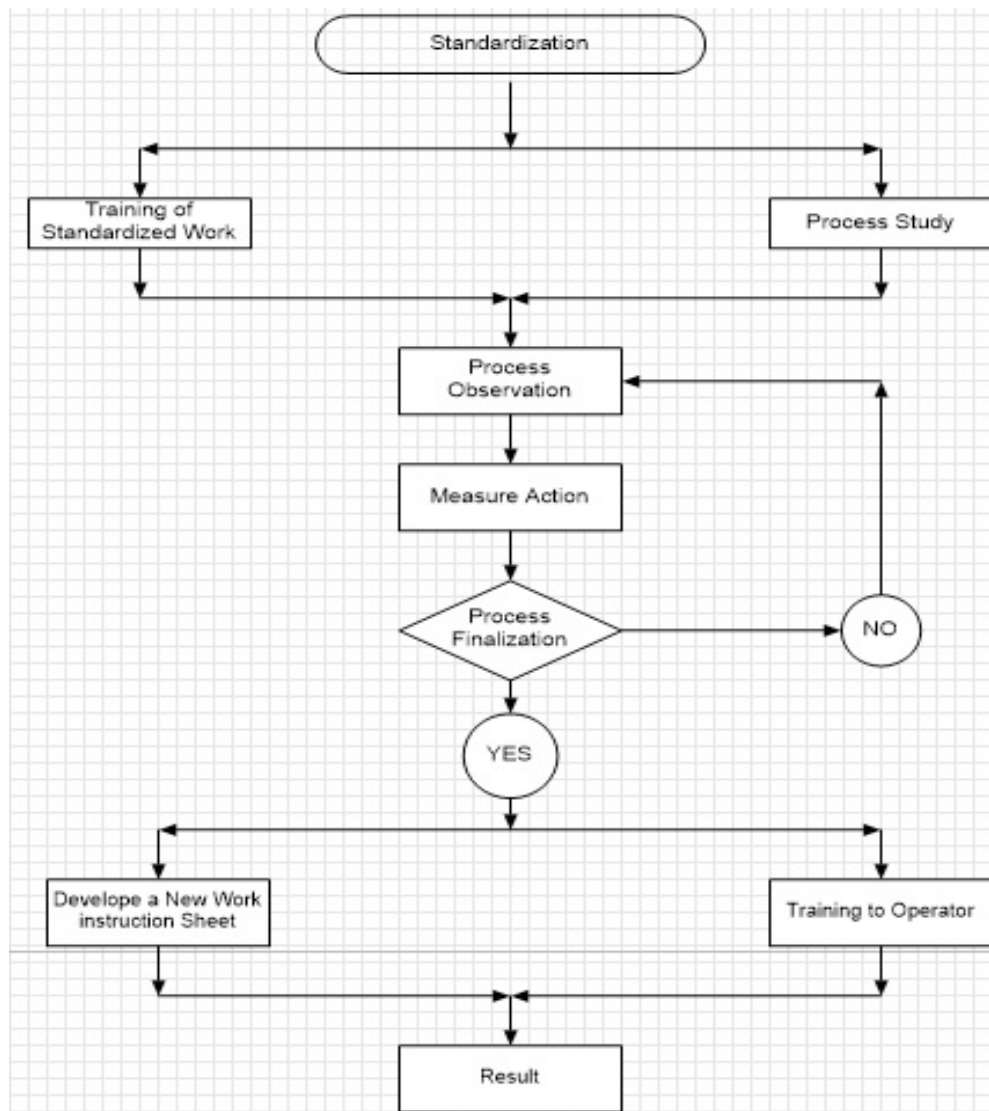 Standardization
Training of
Standardized Work
Process Study
Process
Observation
Measure Action
Process
Finalization
NO
YES
Develope a New Work
instruction Sheet
Training to Operator
Result